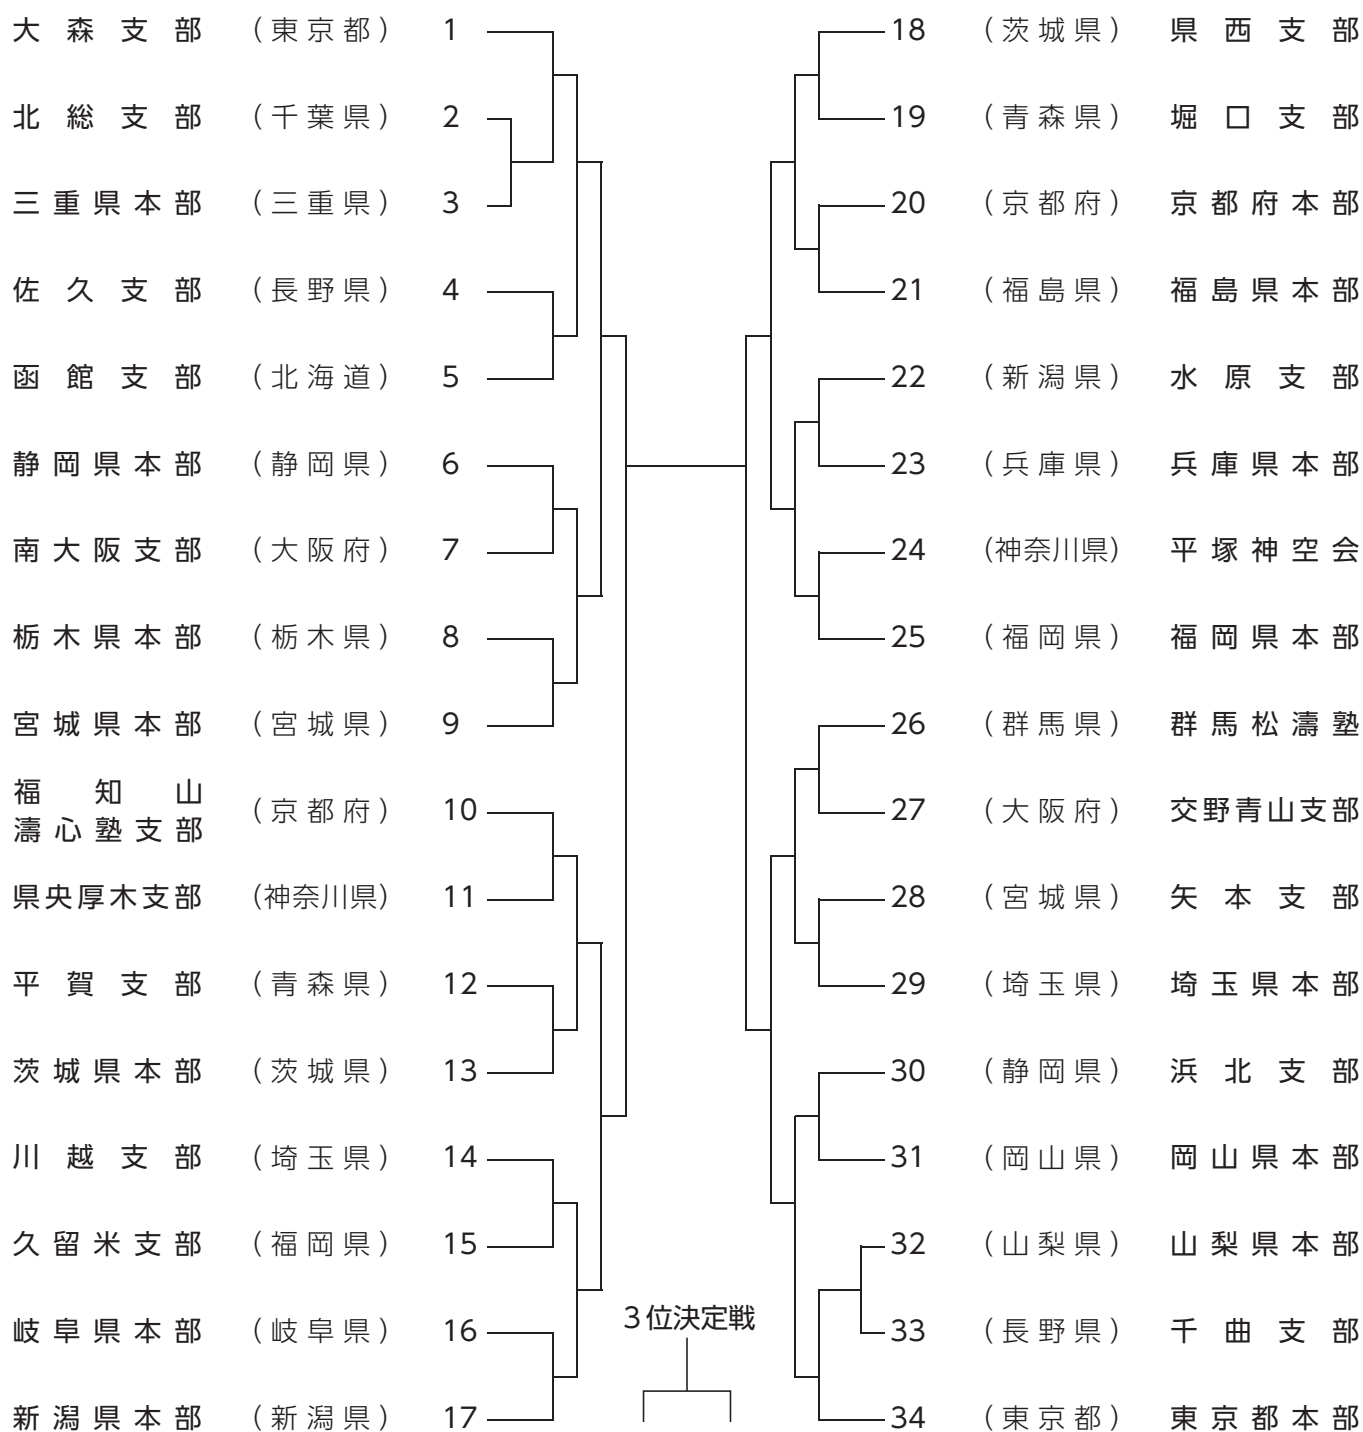 大森支部 （東京都） 1
北総支部 （千葉県） 2
三重県本部 （三重県） 3
佐久支部 （長野県） 4
函館支部 （北海道） 5
静岡県本部 （静岡県） 6
南大阪支部 （大阪府） 7
栃木県本部 （栃木県） 8
宮城県本部 （宮城県） 9
福知山
濤心塾支部 （京都府） 10
県央厚木支部 （神奈川県） 11
平賀支部 （青森県） 12
茨城県本部 （茨城県） 13
川越支部 （埼玉県） 14
久留米支部 （福岡県） 15
岐阜県本部 （岐阜県） 16
新潟県本部 （新潟県） 17
3位決定戦
18 （茨城県） 県西支部
19 （青森県） 堀口支部
20 （京都府） 京都府本部
21 （福島県） 福島県本部
22 （新潟県） 水原支部
23 （兵庫県） 兵庫県本部
24 （神奈川県） 平塚神空会
25 （福岡県） 福岡県本部
26 （群馬県） 群馬松濤塾
27 （大阪府） 交野青山支部
28 （宮城県） 矢本支部
29 （埼玉県） 埼玉県本部
30 （静岡県） 浜北支部
31 （岡山県） 岡山県本部
32 （山梨県） 山梨県本部
33 （長野県） 千曲支部
34 （東京都） 東京都本部